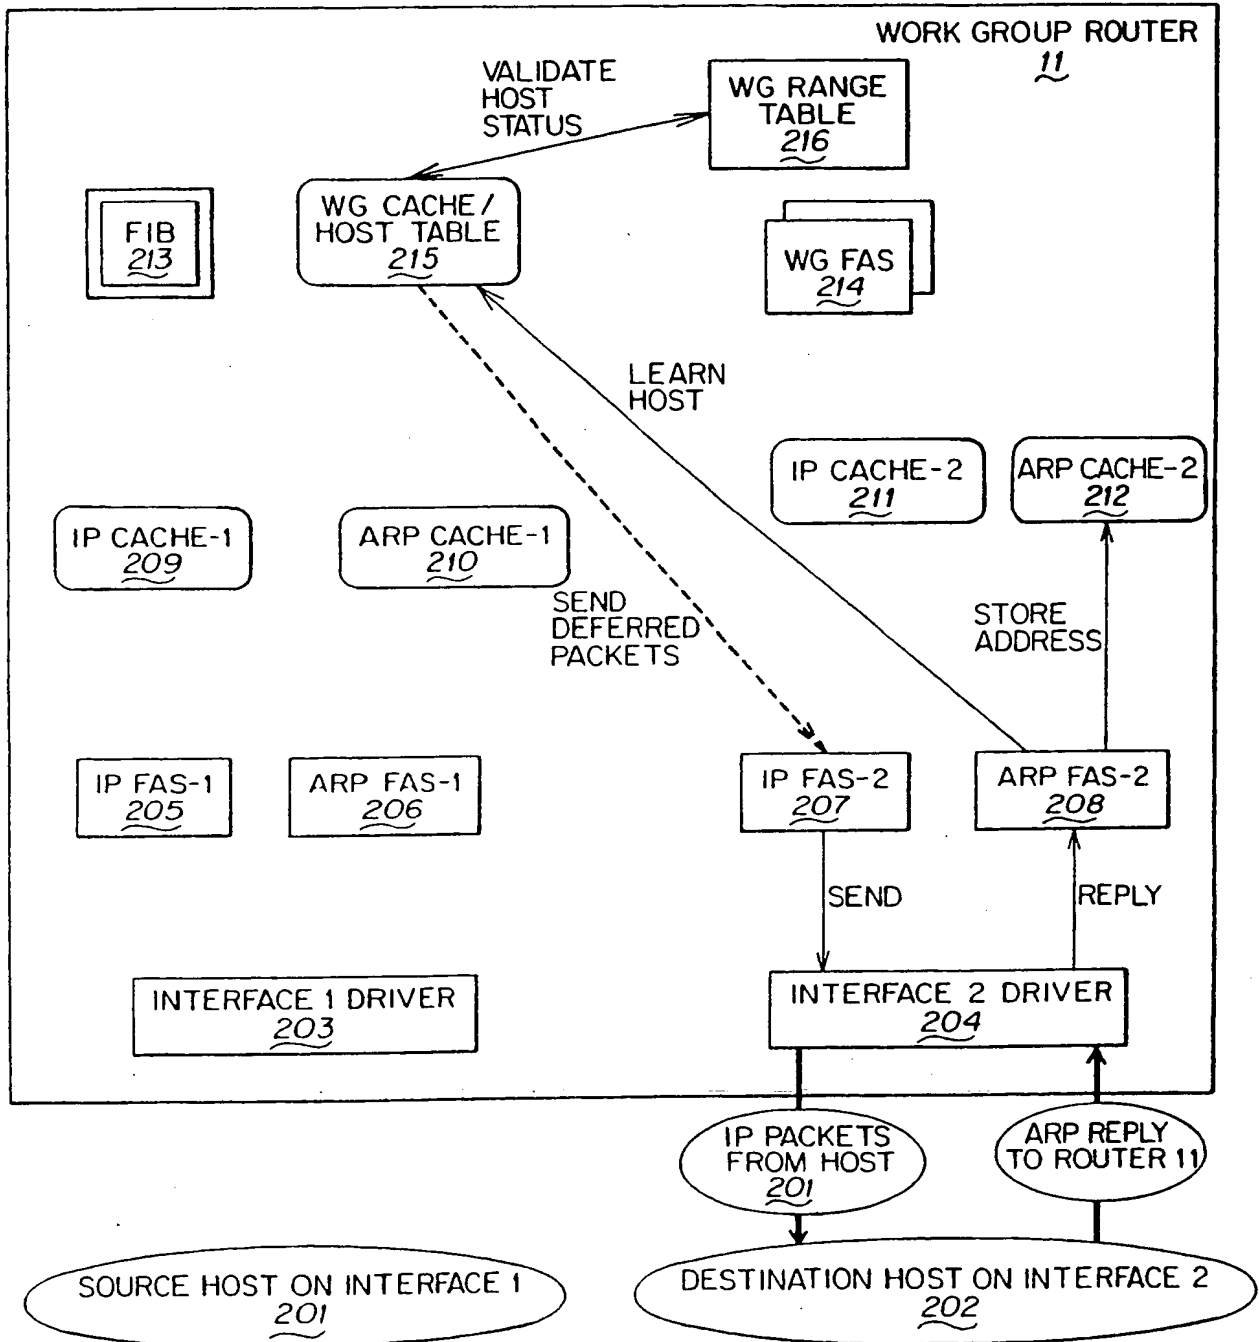 WORK GROUP ROUTER
11
VALIDATE
HOST
STATUS
WG RANGE
TABLE
216
FIB
213
WG CACHE/
HOST TABLE
215
WG FAS
214
LEARN
HOST
IP CACHE-2
211
ARP CACHE-2
212
IP CACHE-1
209
ARP CACHE-1
210
SEND
DEFERRED
PACKETS
STORE
ADDRESS
IP FAS-1
205
ARP FAS-1
206
IP FAS-2
207
ARP FAS-2
208
SEND
REPLY
INTERFACE 1 DRIVER
203
INTERFACE 2 DRIVER
204
IP PACKETS
FROM HOST
201
ARP REPLY
TO ROUTER 11
SOURCE HOST ON INTERFACE 1
201
DESTINATION HOST ON INTERFACE 2
202